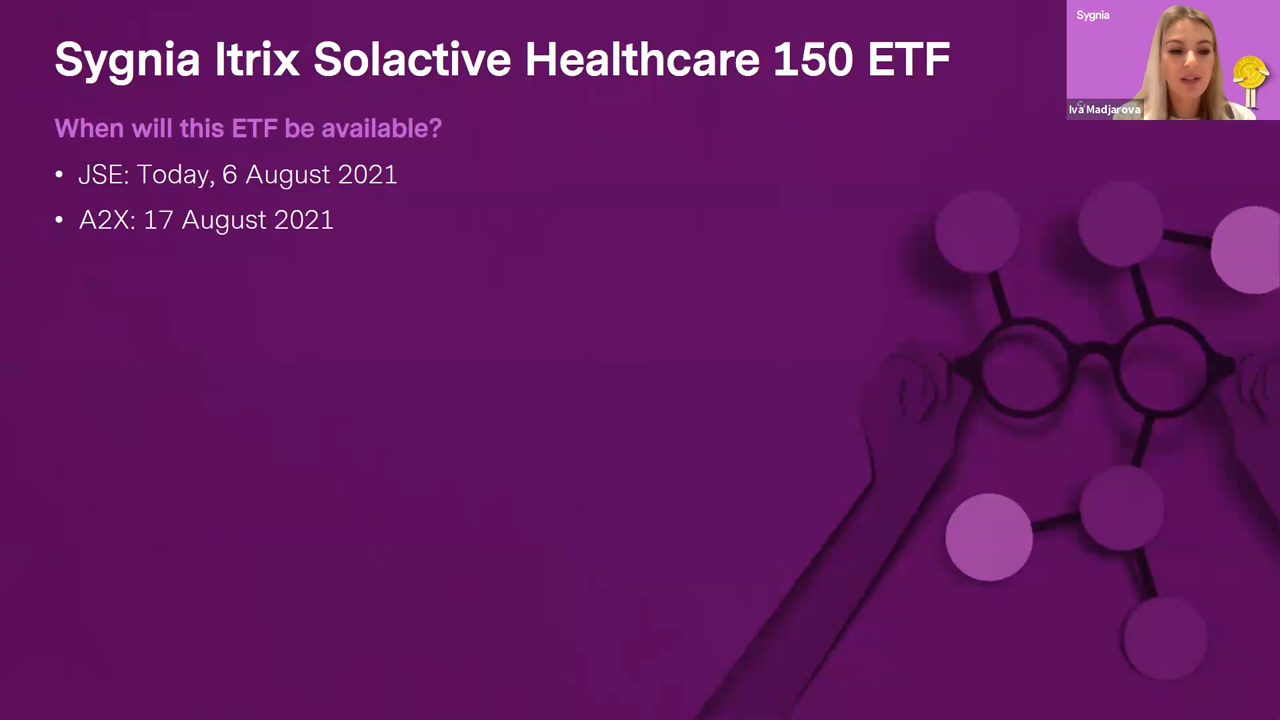 Sygnia Itrix Solactive Healthcare 150 ETF
When will this ETF be available?
• JSE: Today, 6 August 2021
• A2X: 17 August 2021
Sygnia
Iva Madjarova